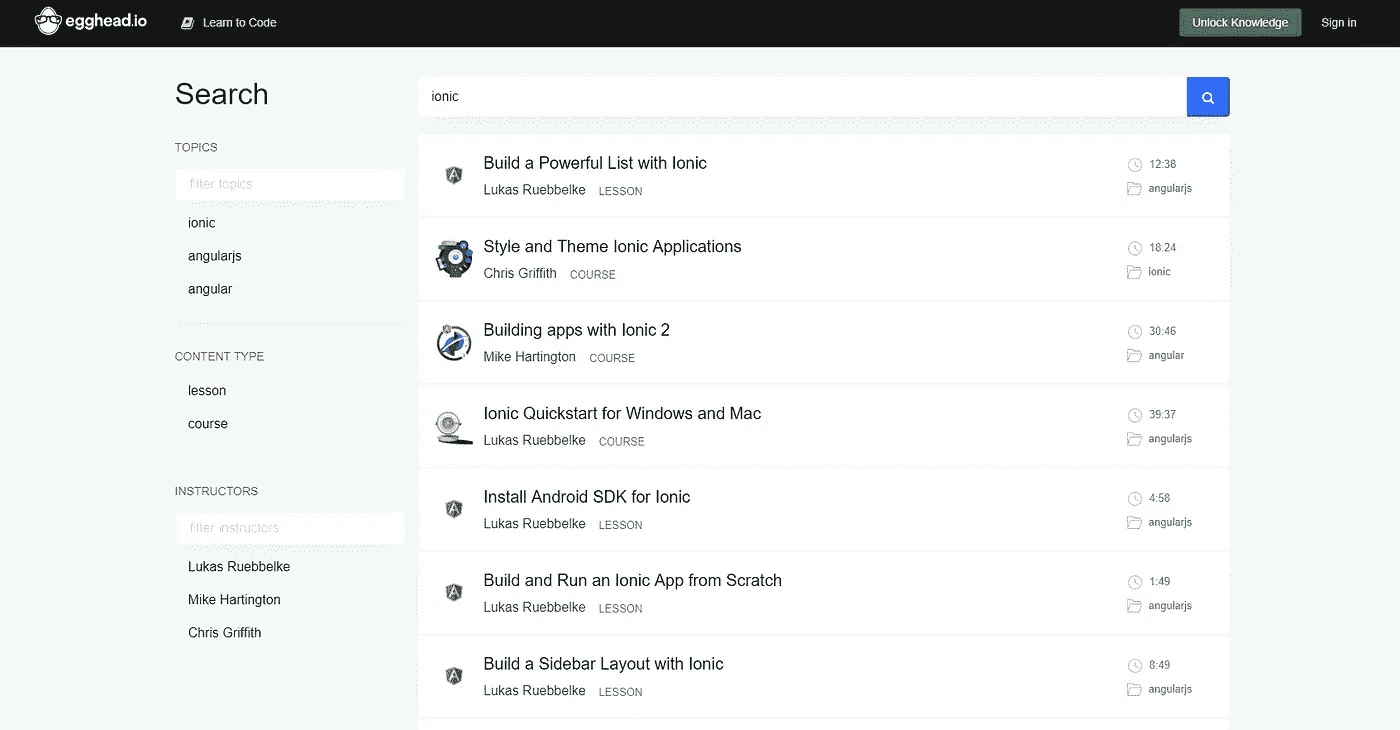 egghead.io
Learn to Code
Unlock Knowledge
Sign in
Search
TOPICS
filter topics
ionic
angularjs
angular
CONTENT TYPE
lesson
course
INSTRUCTORS
filter instructors
Lukas Ruebbelke
Mike Hartington
Chris Griffith
ionic
Build a Powerful List with Ionic
Lukas Ruebbelke LESSON
12:38
angularjs
Style and Theme Ionic Applications
Chris Griffith COURSE
18:24
ionic
Building apps with Ionic 2
Mike Hartington COURSE
30:46
angular
Ionic Quickstart for Windows and Mac
Lukas Ruebbelke COURSE
39:37
angularjs
Install Android SDK for Ionic
Lukas Ruebbelke LESSON
4:58
angularjs
Build and Run an Ionic App from Scratch
Lukas Ruebbelke LESSON
1:49
angularjs
Build a Sidebar Layout with Ionic
Lukas Ruebbelke LESSON
8:49
angularjs